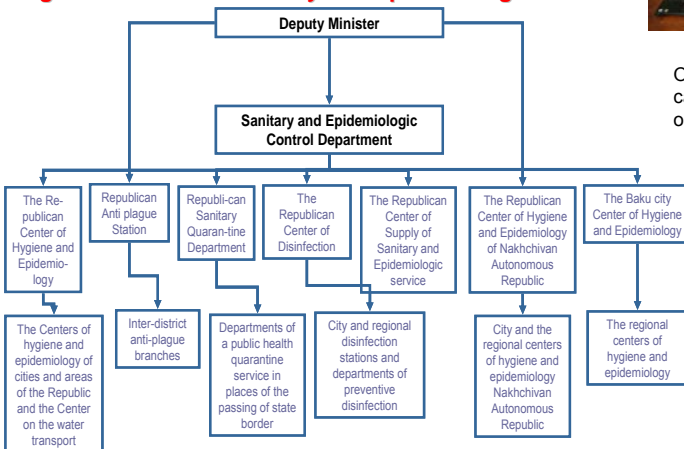 Deputy Minister
Sanitary and Epidemiologic
Control Department
The Re-
publican
Center of
Hygiene and
Epidemio-
logy
Republican
Anti plague
Station
Republi-can
Sanitary
Quaran-tine
Department
The
Republican
Center of
Disinfection
The Republican
Center of
Supply of
Sanitary and
Epidemiologic
service
The Republican
Center of Hygiene
and Epidemiology
of Nakhchivan
Autonomous
Republic
The Baku city
Center of Hygiene
and Epidemiology
The Centers of
hygiene and
epidemiology of
cities and areas
of the Republic
and the Center
on the water
transport
Inter-district
anti-plague
branches
Departments of
a public health
quarantine
service in
places of the
passing of state
border
City and regional
disinfection
stations and
departments of
preventive
disinfection
City and the
regional centers
of hygiene and
epidemiology
Nakhchivan
Autonomous
Republic
The regional
centers of
hygiene and
epidemiology